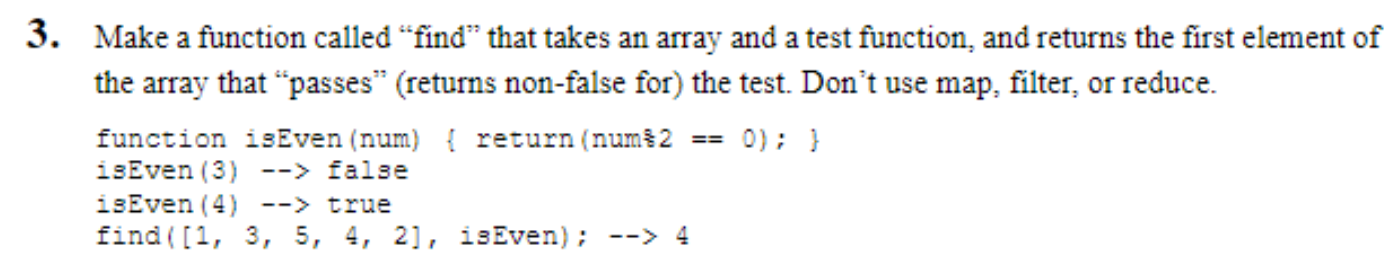 3. Make a function called “find” that takes an array and a test function, and returns the first element of
the array that “passes” (returns non-false for) the test. Don’t use map, filter, or reduce.
function isEven(num) { return(num%2 == 0); }
isEven(3) --> false
isEven(4) --> true
find([1, 3, 5, 4, 2], isEven); --> 4